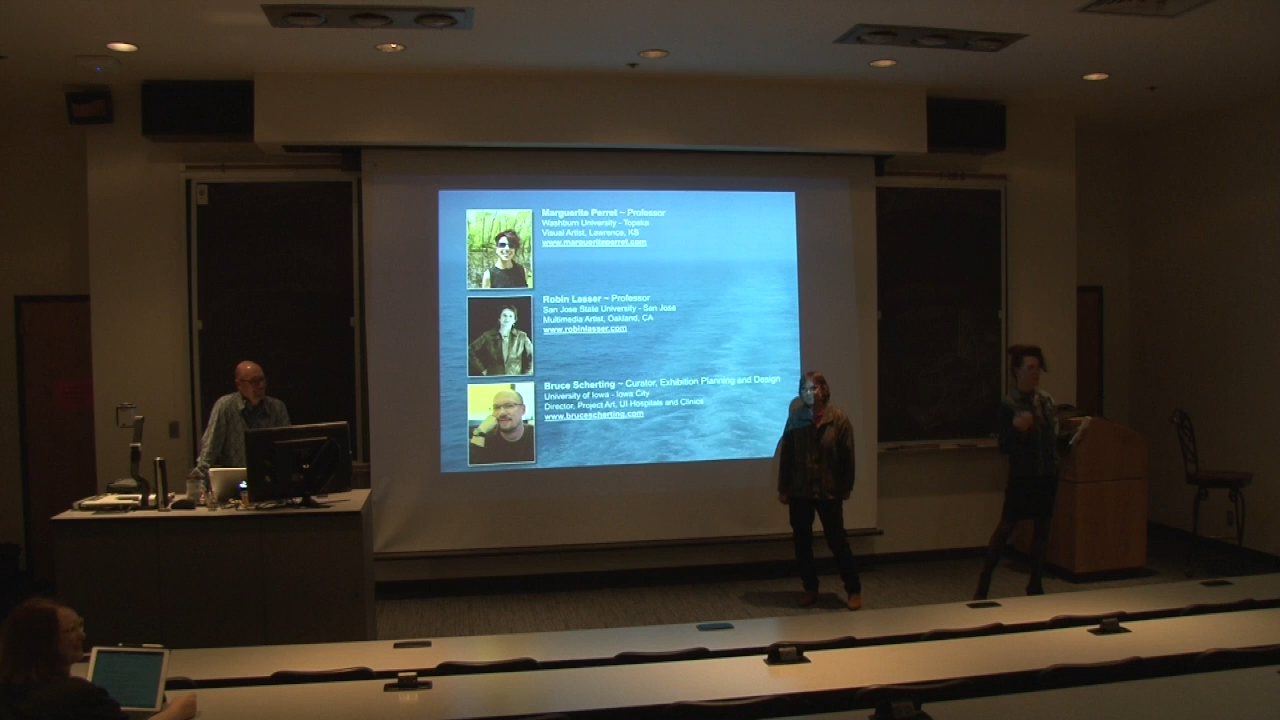 Marguerite Perret ~ Professor
Washburn University - Topeka
Visual Artist, Lawrence, KS
www.margueriteperret.com
Robin Lasser ~ Professor
San Jose State University - San Jose
Multimedia Artist, Oakland, CA
www.robinlasser.com
Bruce Scherting ~ Curator, Exhibition Planning and Design
University of Iowa - Iowa City
Director, Project Art, UI Hospitals and Clinics
www.brucescherting.com